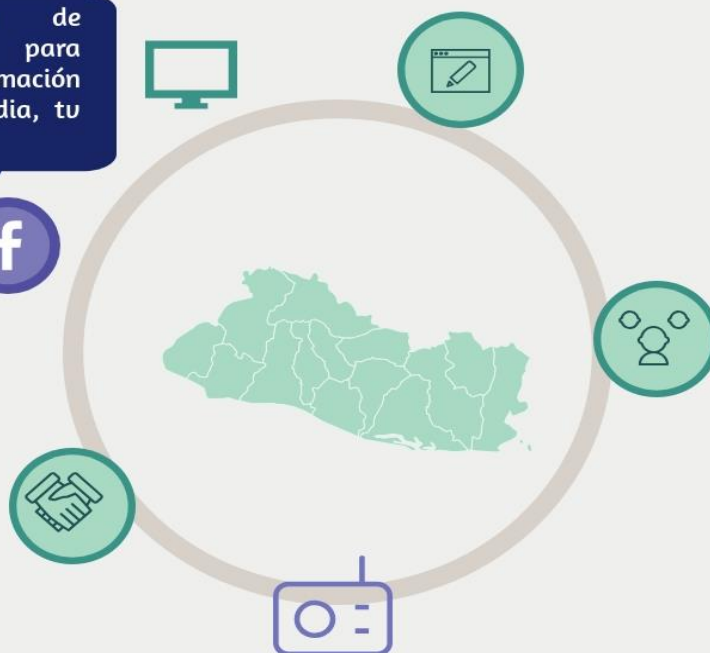 de
para
mación
dia, tu
f